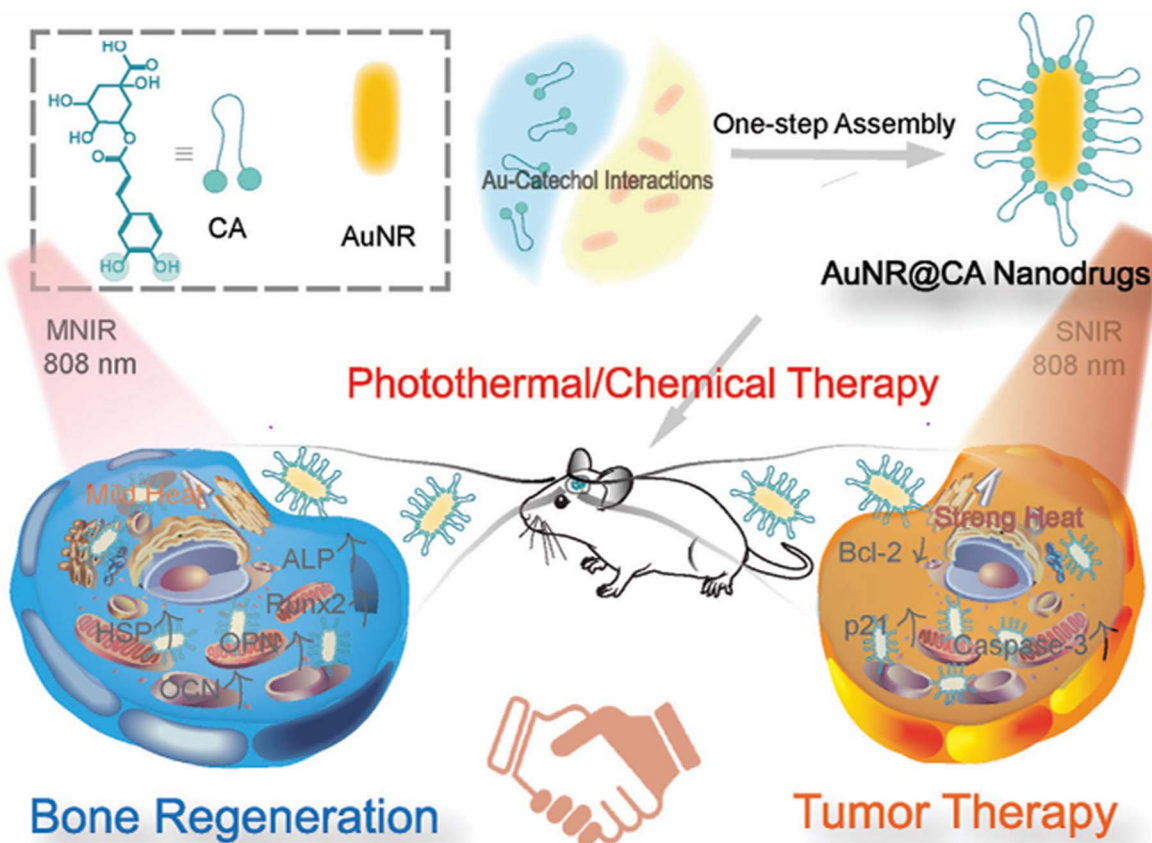 HO
O
OH
OH
HO
HO
O
O
HO
OH
≡
CA
AuNR
Au-Catechol Interactions
One-step Assembly
AuNR@CA Nanodrugs
MNIR
808 nm
SNIR
808 nm
Photothermal/Chemical Therapy
Mild Heat
ALP
Runx2
HSP
OPN
OCN
Strong Heat
Bcl-2
p21
Caspase-3
Bone Regeneration
Tumor Therapy